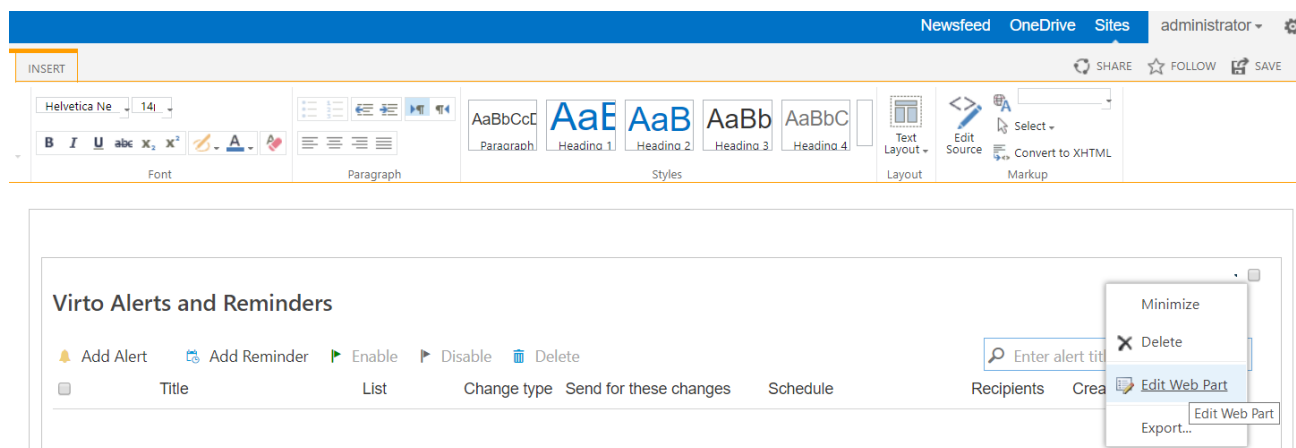 Newsfeed OneDrive Sites administrator
INSERT SHARE FOLLOW SAVE
Helvetica Ne
B I U abc x₂ x² A
Font
Paragraph
AaBbCcD AaB AaBb AaBbC
Paragraph Heading 1 Heading 2 Heading 3 Heading 4
Styles
Text
Layout
Layout
Edit
Source
Select
Convert to XHTML
Markup
Virto Alerts and Reminders
Add Alert Add Reminder Enable Disable Delete
Enter alert tit
Title List Change type Send for these changes Schedule Recipients Crea
Minimize
Delete
Edit Web Part
Edit Web Part
Export...